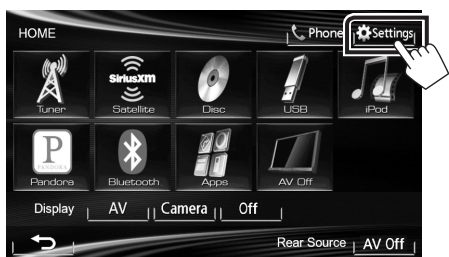 HOME
Phone
Settings
Tuner
SiriusXM
Satellite
Disc
USB
iPod
P
PANDORA
Pandora
Bluetooth
Apps
AV Off
Display AV Camera Off
Rear Source AV Off